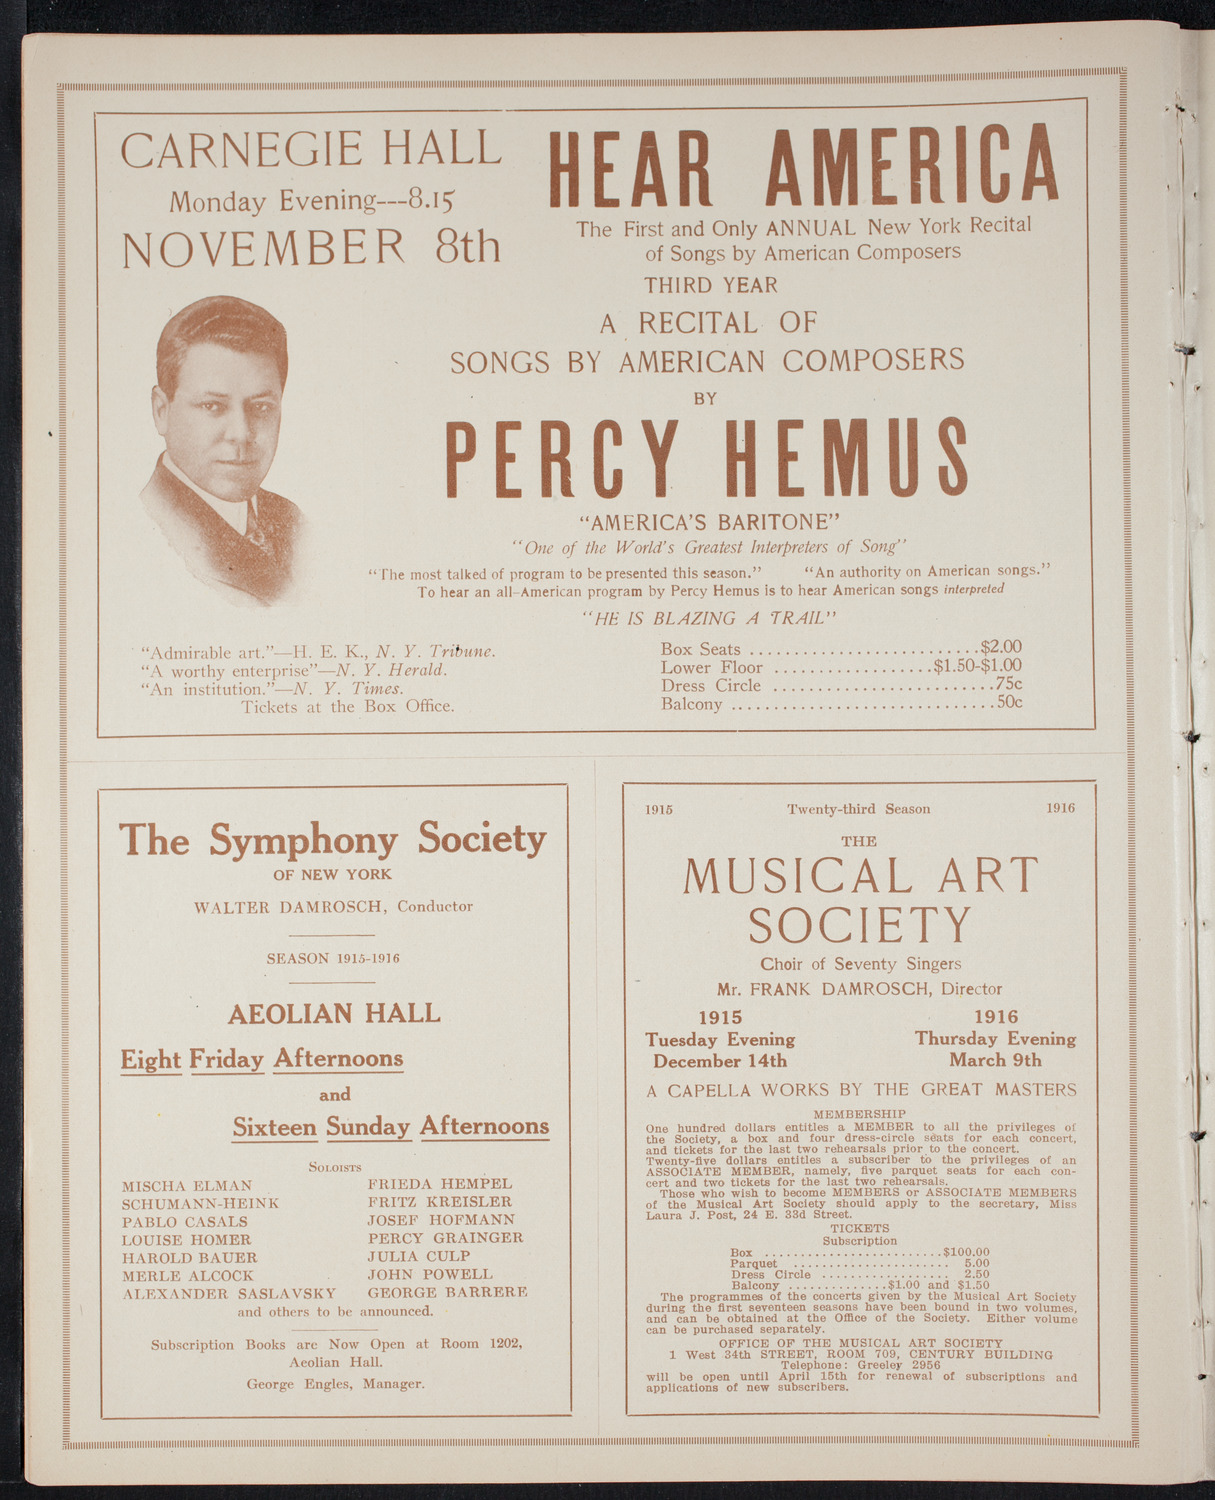 CARNEGIE HALL
Monday Evening---8.15
NOVEMBER 8th
HEAR AMERICA
The First and Only ANNUAL New York Recital
of Songs by American Composers
THIRD YEAR
A RECITAL OF
SONGS BY AMERICAN COMPOSERS
BY
PERCY HEMUS
"AMERICA'S BARITONE"
"One of the World's Greatest Interpreters of Song"
"The most talked of program to be presented this season." "An authority on American songs."
To hear an all-American program by Percy Hemus is to hear American songs interpreted
"HE IS BLAZING A TRAIL"
"Admirable art."—H. E. K., N. Y. Tribune.
"A worthy enterprise"—N. Y. Herald.
"An institution."—N. Y. Times.
Tickets at the Box Office.
Box Seats ..........................$2.00
Lower Floor ..................$1.50-$1.00
Dress Circle .........................75c
Balcony ..............................50c
The Symphony Society
OF NEW YORK
WALTER DAMROSCH, Conductor
SEASON 1915-1916
AEOLIAN HALL
Eight Friday Afternoons
and
Sixteen Sunday Afternoons
SOLOISTS
MISCHA ELMAN FRIEDA HEMPEL
SCHUMANN-HEINK FRITZ KREISLER
PABLO CASALS JOSEF HOFMANN
LOUISE HOMER PERCY GRAINGER
HAROLD BAUER JULIA CULP
MERLE ALCOCK JOHN POWELL
ALEXANDER SASLAVSKY GEORGE BARRERE
and others to be announced.
Subscription Books are Now Open at Room 1202,
Aeolian Hall.
George Engles, Manager.
1915 Twenty-third Season 1916
THE
MUSICAL ART
SOCIETY
Choir of Seventy Singers
Mr. FRANK DAMROSCH, Director
1915 1916
Tuesday Evening Thursday Evening
December 14th March 9th
A CAPELLA WORKS BY THE GREAT MASTERS
MEMBERSHIP
One hundred dollars entitles a MEMBER to all the privileges of
the Society, a box and four dress-circle seats for each concert,
and tickets for the last two rehearsals prior to the concert.
Twenty-five dollars entitles a subscriber to the privileges of an
ASSOCIATE MEMBER, namely, five parquet seats for each con-
cert and two tickets for the last two rehearsals.
Those who wish to become MEMBERS or ASSOCIATE MEMBERS
of the Musical Art Society should apply to the secretary, Miss
Laura J. Post, 24 E. 33d Street.
TICKETS
Subscription
Box .........................$100.00
Parquet ...................... 5.00
Dress Circle .................. 2.50
Balcony ..............$1.00 and $1.50
The programmes of the concerts given by the Musical Art Society
during the first seventeen seasons have been bound in two volumes,
and can be obtained at the Office of the Society. Either volume
can be purchased separately.
OFFICE OF THE MUSICAL ART SOCIETY
1 West 34th STREET, ROOM 709, CENTURY BUILDING
Telephone: Greeley 2956
will be open until April 15th for renewal of subscriptions and
applications of new subscribers.